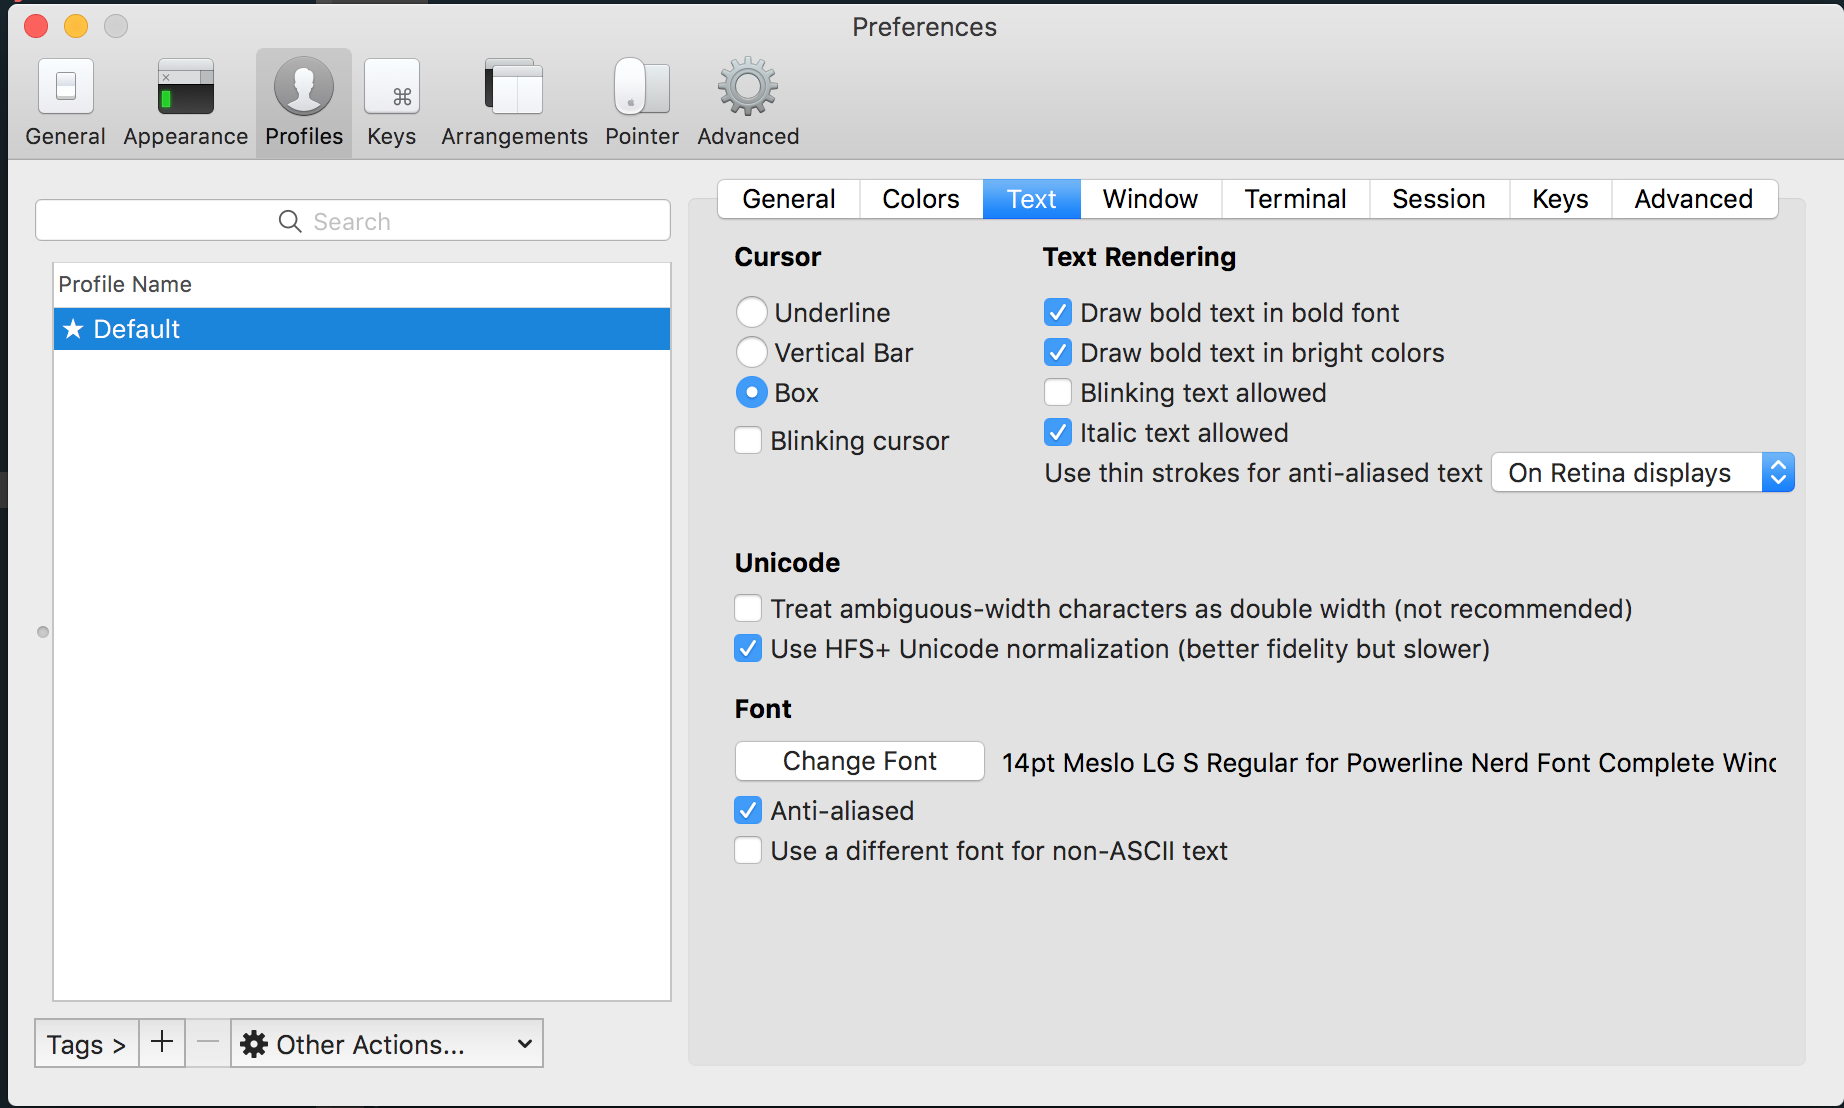 Preferences
General Appearance Profiles Keys Arrangements Pointer Advanced
Search
Profile Name
★ Default
Tags > + — Other Actions...
General Colors Text Window Terminal Session Keys Advanced
Cursor
Underline
Vertical Bar
Box
Blinking cursor
Text Rendering
Draw bold text in bold font
Draw bold text in bright colors
Blinking text allowed
Italic text allowed
Use thin strokes for anti-aliased text On Retina displays
Unicode
Treat ambiguous-width characters as double width (not recommended)
Use HFS+ Unicode normalization (better fidelity but slower)
Font
Change Font 14pt Meslo LG S Regular for Powerline Nerd Font Complete
Anti-aliased
Use a different font for non-ASCII text